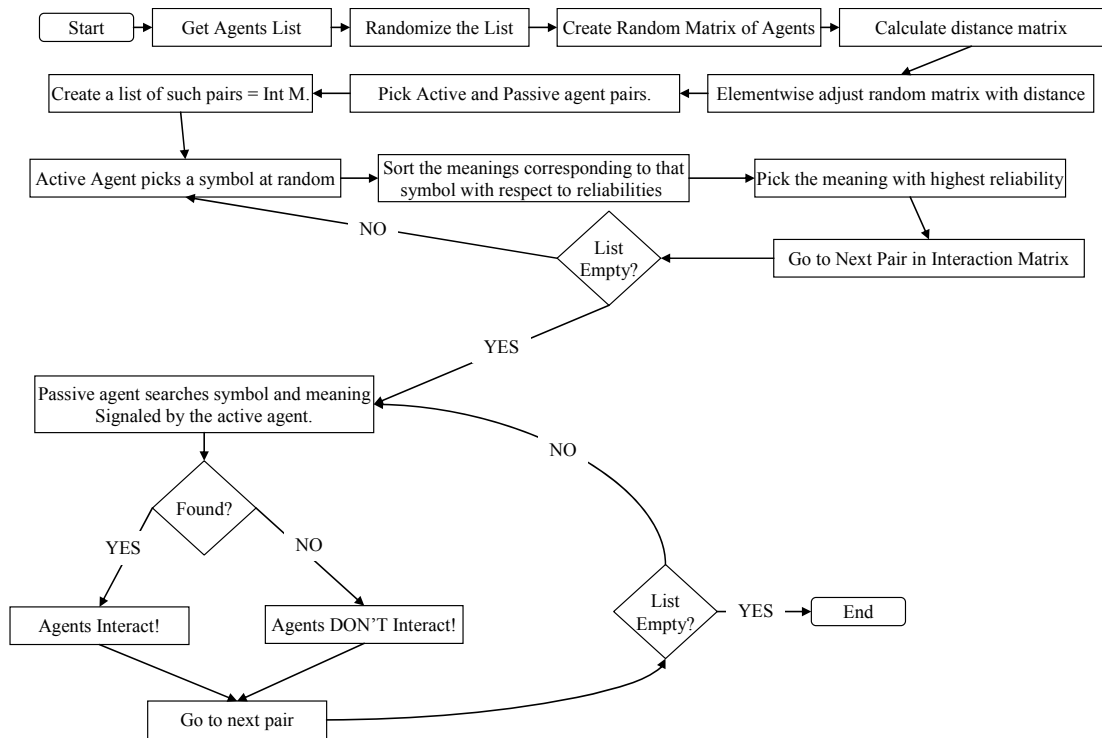 Start
Get Agents List
Randomize the List
Create Random Matrix of Agents
Calculate distance matrix
Create a list of such pairs = Int M.
Pick Active and Passive agent pairs.
Elementwise adjust random matrix with distance
Active Agent picks a symbol at random
Sort the meanings corresponding to that
symbol with respect to reliabilities
Pick the meaning with highest reliability
NO
List
Empty?
Go to Next Pair in Interaction Matrix
YES
Passive agent searches symbol and meaning
Signaled by the active agent.
NO
Found?
YES
NO
List
Empty?
YES
End
Agents Interact!
Agents DON'T Interact!
Go to next pair